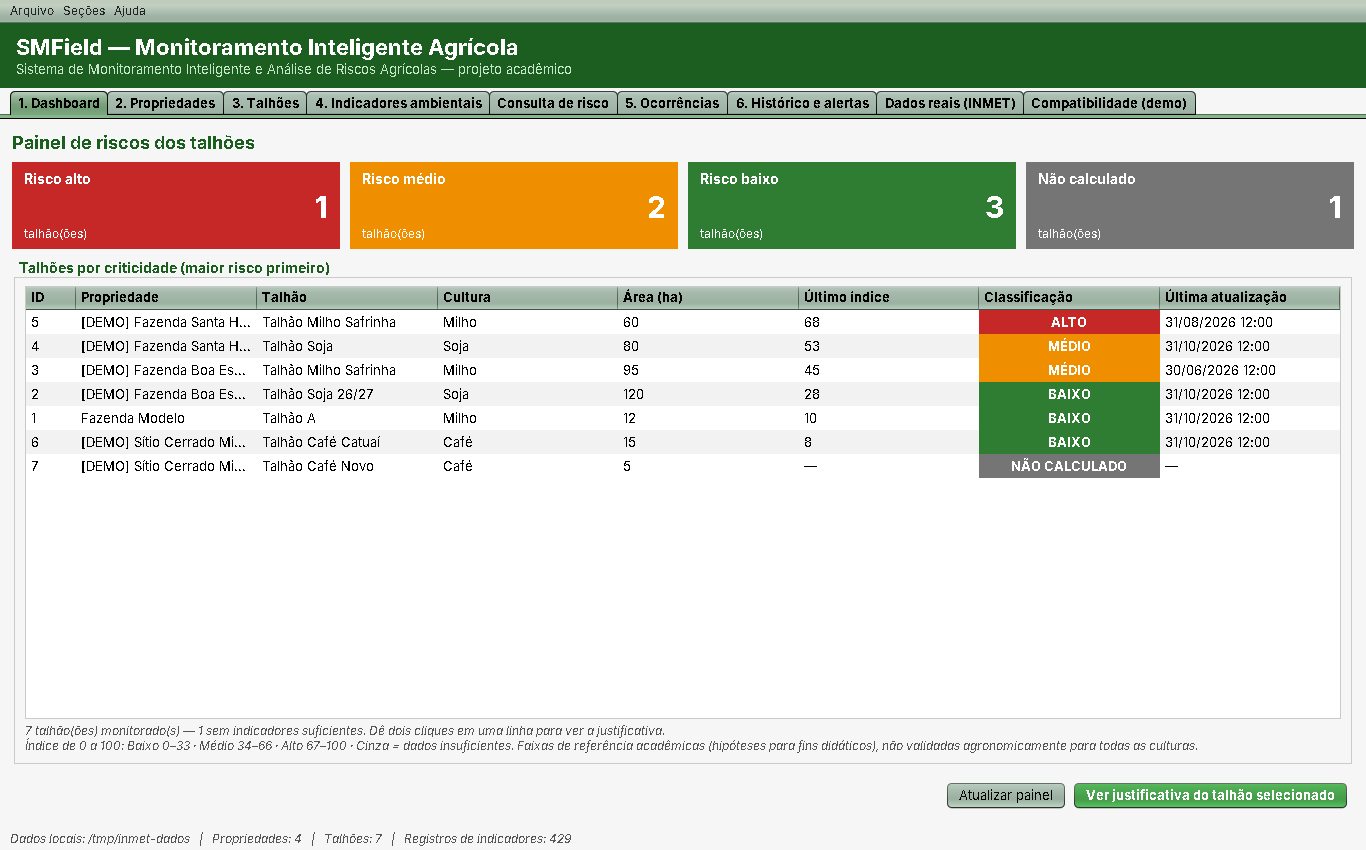 Arquivo Seções Ajuda
SMField — Monitoramento Inteligente Agrícola
Sistema de Monitoramento Inteligente e Análise de Riscos Agrícolas — projeto acadêmico
1. Dashboard 2. Propriedades 3. Talhões 4. Indicadores ambientais Consulta de risco 5. Ocorrências 6. Histórico e alertas Dados reais (INMET) Compatibilidade (demo)
Painel de riscos dos talhões
Risco alto Risco médio Risco baixo Não calculado
1 2 3 1
talhão(ões) talhão(ões) talhão(ões) talhão(ões)
Talhões por criticidade (maior risco primeiro)
ID Propriedade Talhão Cultura Área (ha) Último índice Classificação Última atualização
5 [DEMO] Fazenda Santa H... Talhão Milho Safrinha Milho 60 68 ALTO 31/08/2026 12:00
4 [DEMO] Fazenda Santa H... Talhão Soja Soja 80 53 MÉDIO 31/10/2026 12:00
3 [DEMO] Fazenda Boa Es... Talhão Milho Safrinha Milho 95 45 MÉDIO 30/06/2026 12:00
2 [DEMO] Fazenda Boa Es... Talhão Soja 26/27 Soja 120 28 BAIXO 31/10/2026 12:00
1 Fazenda Modelo Talhão A Milho 12 10 BAIXO 31/10/2026 12:00
6 [DEMO] Sítio Cerrado Mi... Talhão Café Catuaí Café 15 8 BAIXO 31/10/2026 12:00
7 [DEMO] Sítio Cerrado Mi... Talhão Café Novo Café 5 — NÃO CALCULADO —
7 talhão(ões) monitorado(s) — 1 sem indicadores suficientes. Dê dois cliques em uma linha para ver a justificativa.
Índice de 0 a 100: Baixo 0–33 · Médio 34–66 · Alto 67–100 · Cinza = dados insuficientes. Faixas de referência acadêmicas (hipóteses para fins didáticos), não validadas agronomicamente para todas as culturas.
Atualizar painel Ver justificativa do talhão selecionado
Dados locais: /tmp/inmet-dados | Propriedades: 4 | Talhões: 7 | Registros de indicadores: 429